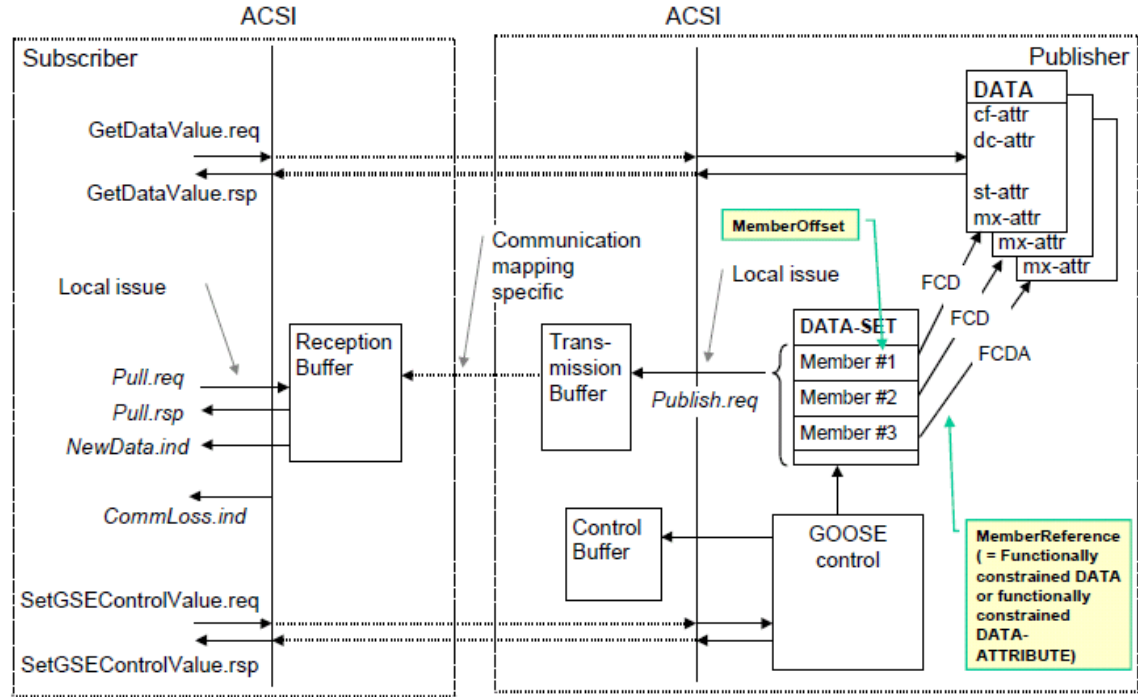 ACSI
ACSI
Subscriber
Publisher
DATA
cf-attr
dc-attr
st-attr
mx-attr
mx-attr
mx-attr
GetDataValue.req
GetDataValue.rsp
MemberOffset
Communication
mapping
specific
Local issue
Local issue
FCD
FCD
FCDA
DATA-SET
Member #1
Member #2
Member #3
Reception
Buffer
Trans-
mission
Buffer
Publish.req
Pull.req
Pull.rsp
NewData.ind
CommLoss.ind
Control
Buffer
GOOSE
control
MemberReference
( = Functionally
constrained DATA
or functionally
constrained
DATA-
ATTRIBUTE)
SetGSEControlValue.req
SetGSEControlValue.rsp